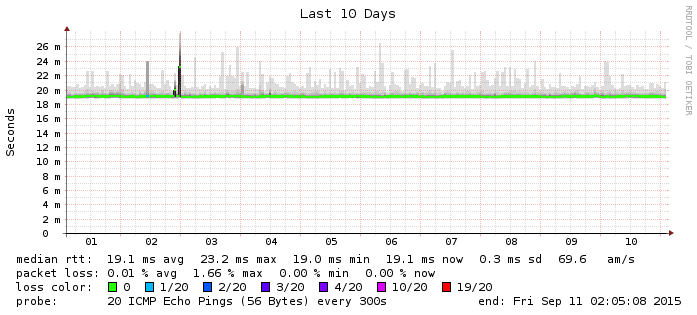 Last 10 Days
RRDTOOL / TOBI OETIKER
Seconds
26 m
24 m
22 m
20 m
18 m
16 m
14 m
12 m
10 m
8 m
6 m
4 m
2 m
0
01 02 03 04 05 06 07 08 09 10
median rtt: 19.1 ms avg 23.2 ms max 19.0 ms min 19.1 ms now 0.3 ms sd 69.6 am/s
packet loss: 0.01 % avg 1.66 % max 0.00 % min 0.00 % now
loss color: 0 1/20 2/20 3/20 4/20 10/20 19/20
probe: 20 ICMP Echo Pings (56 Bytes) every 300s end: Fri Sep 11 02:05:08 2015